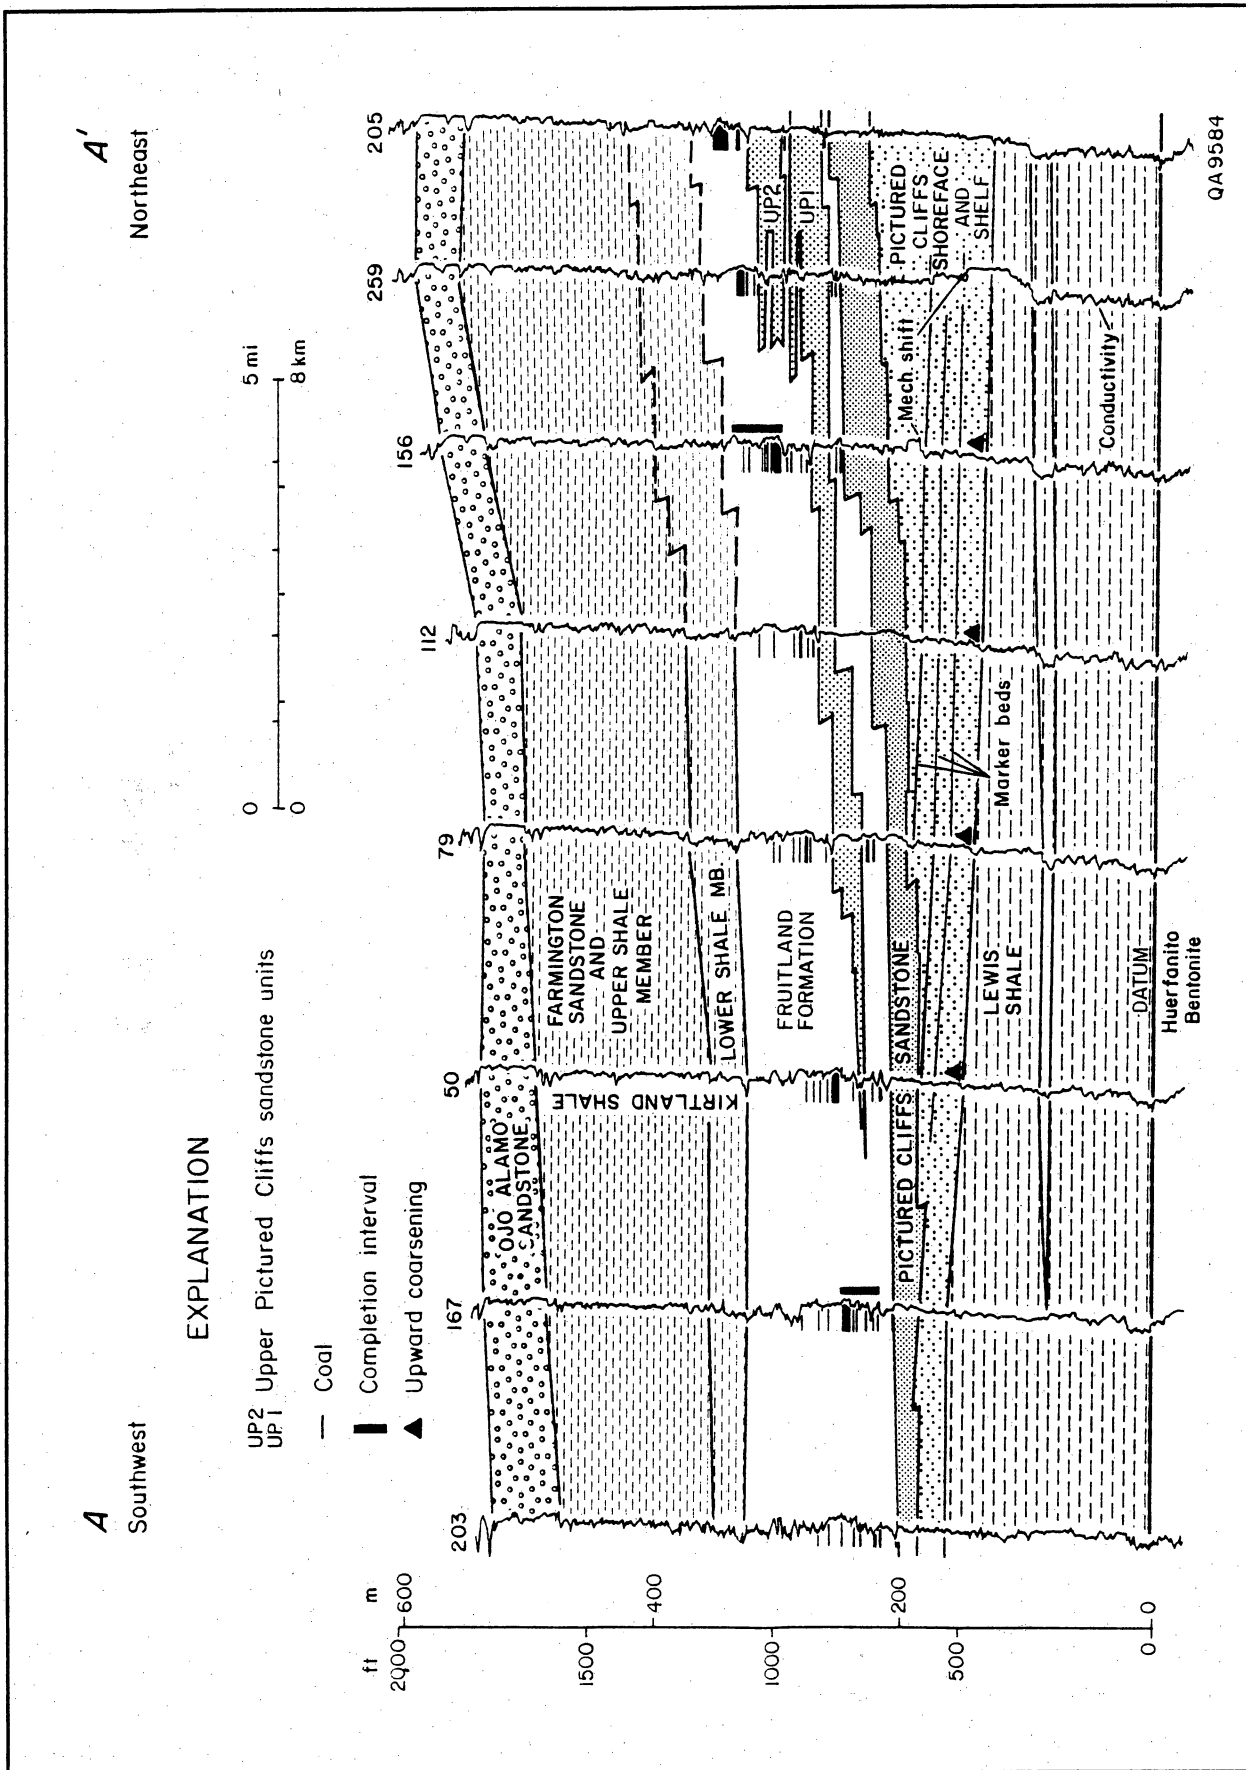 A
Southwest
A'
Northeast
EXPLANATION
UP2
UP1
Upper Pictured Cliffs sandstone units
Coal
Completion interval
Upward coarsening
0
5 mi
0
8 km
203
167
50
79
112
156
259
205
ft
m
2000
600
1500
400
1000
200
500
0
0
OJO ALAMO
SANDSTONE
FARMINGTON
SANDSTONE
AND
UPPER SHALE
MEMBER
KIRTLAND SHALE
LOWER SHALE MB.
FRUITLAND
FORMATION
UP2
UP1
PICTURED CLIFFS SANDSTONE
PICTURED
CLIFFS
SHOREFACE
AND
SHELF
Mech shift
Marker beds
Conductivity
LEWIS
SHALE
DATUM
Huerfanito
Bentonite
QA9584